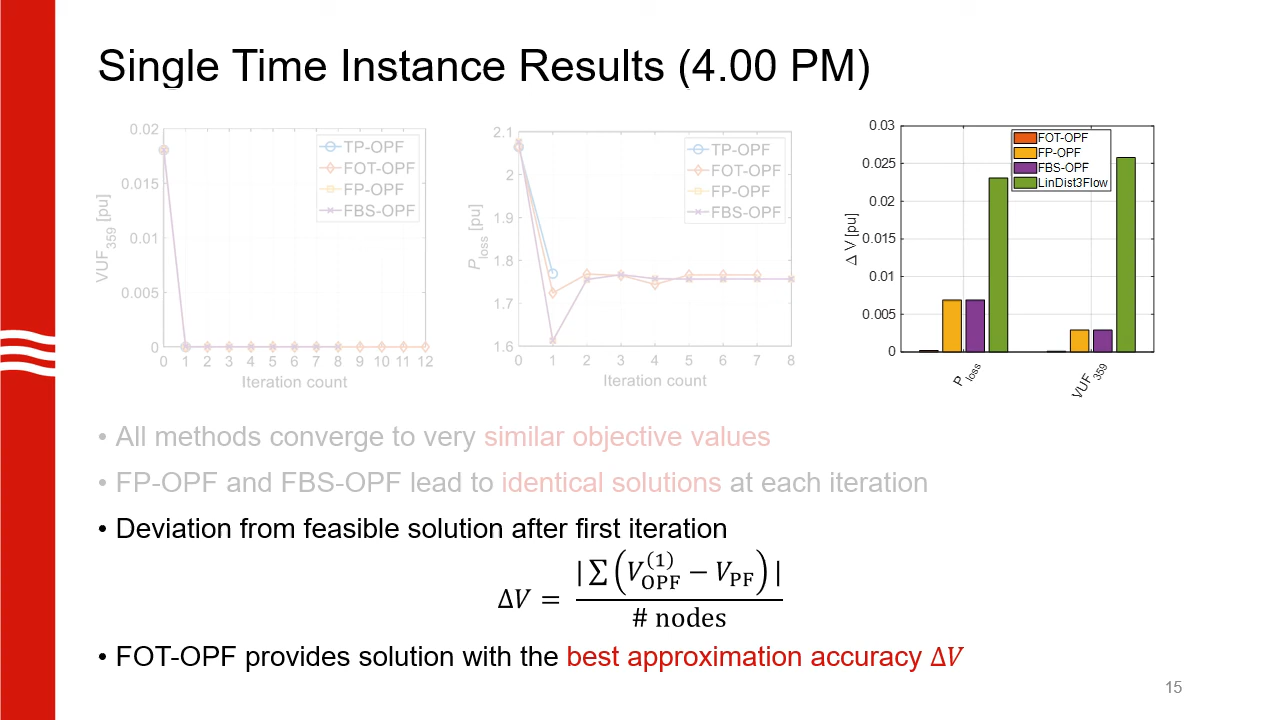 Single Time Instance Results (4.00 PM)
0.02
0.015
0.01
0.005
0
VUF359 [pu]
0 1 2 3 4 5 6 7 8 9 10 11 12
Iteration count
TP-OPF
FOT-OPF
FP-OPF
FBS-OPF
2.1
2
1.9
1.8
1.7
1.6
Ploss [pu]
0 1 2 3 4 5 6 7 8
Iteration count
TP-OPF
FOT-OPF
FP-OPF
FBS-OPF
0.03
0.025
0.02
0.015
0.01
0.005
0
Δ V [pu]
FOT-OPF
FP-OPF
FBS-OPF
LinDist3Flow
Ploss
VUF359
• All methods converge to very similar objective values
• FP-OPF and FBS-OPF lead to identical solutions at each iteration
• Deviation from feasible solution after first iteration
ΔV = |∑(V_OPF^(1) − V_PF)|
# nodes
• FOT-OPF provides solution with the best approximation accuracy ΔV
15